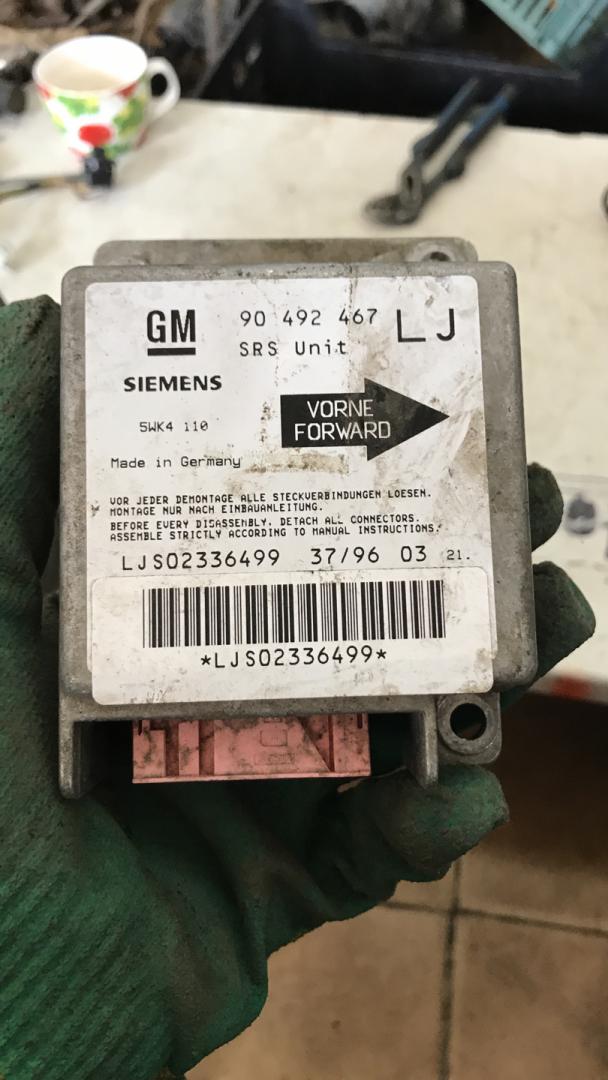 GM 90 492 467 LJ
SRS Unit
SIEMENS
VORNE
FORWARD
5WK4 110
Made in Germany
VOR JEDER DEMONTAGE ALLE STECKVERBINDUNGEN LOESEN.
MONTAGE NUR NACH EINBAUANLEITUNG.
BEFORE EVERY DISASSEMBLY, DETACH ALL CONNECTORS.
ASSEMBLE STRICTLY ACCORDING TO MANUAL INSTRUCTIONS.
LJS02336499 37/96 03 21.
*LJS02336499*